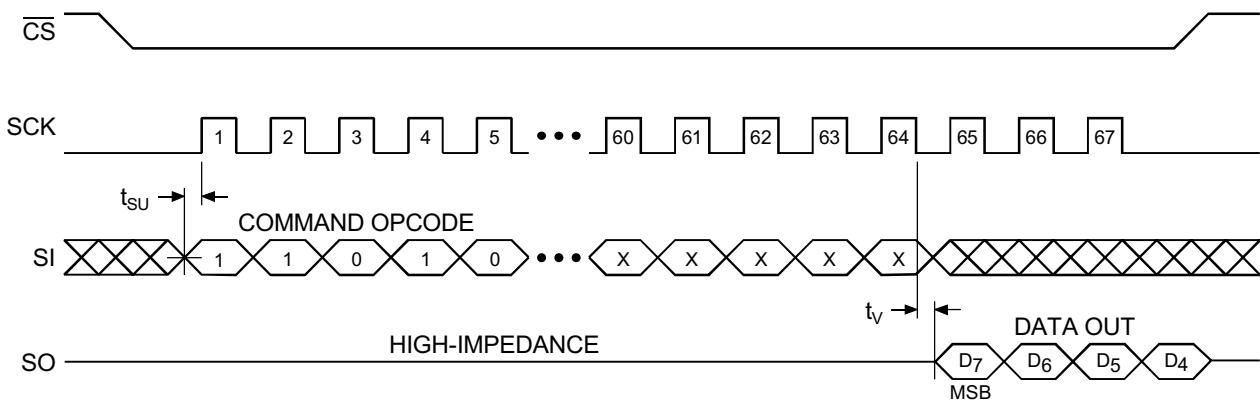 CS
SCK 1 2 3 4 5 ••• 60 61 62 63 64 65 66 67
tSU
COMMAND OPCODE
SI 1 1 0 1 0 ••• X X X X X
tV
DATA OUT
HIGH-IMPEDANCE
SO D7 D6 D5 D4
MSB